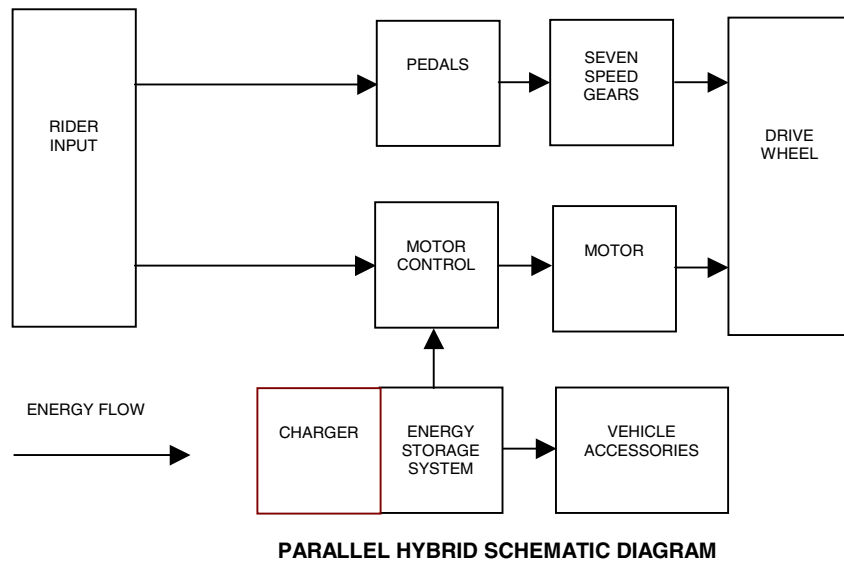 RIDER
INPUT
PEDALS
SEVEN
SPEED
GEARS
DRIVE
WHEEL
MOTOR
CONTROL
MOTOR
ENERGY FLOW
CHARGER
ENERGY
STORAGE
SYSTEM
VEHICLE
ACCESSORIES
PARALLEL HYBRID SCHEMATIC DIAGRAM